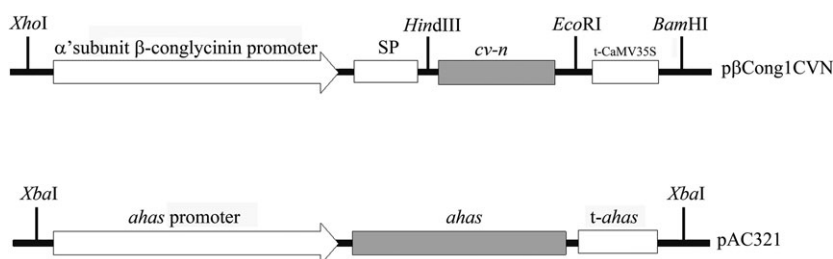 XhoI HindIII EcoRI BamHI
α'subunit β-conglycinin promoter SP cv-n t-CaMV35S
pβCong1CVN
XbaI XbaI
ahas promoter ahas t-ahas
pAC321